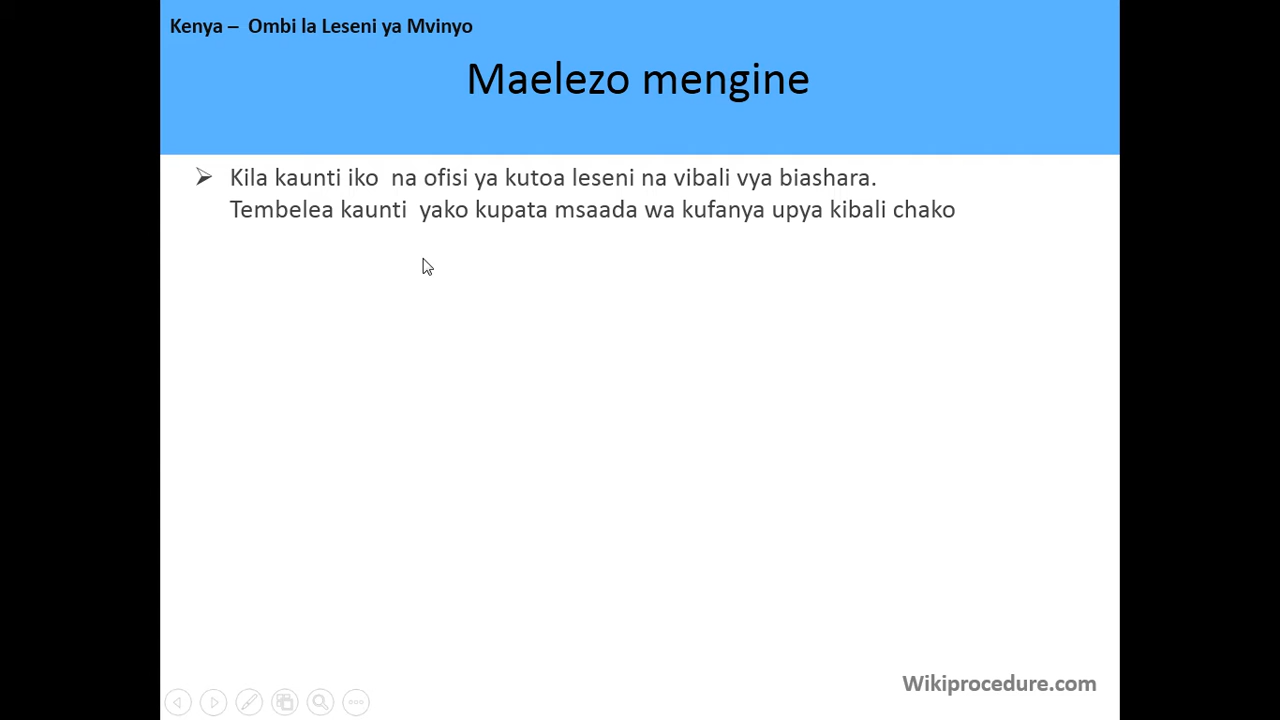 Kenya – Ombi la Leseni ya Mvinyo
Maelezo mengine
Kila kaunti iko na ofisi ya kutoa leseni na vibali vya biashara.
Tembelea kaunti yako kupata msaada wa kufanya upya kibali chako
Wikiprocedure.com